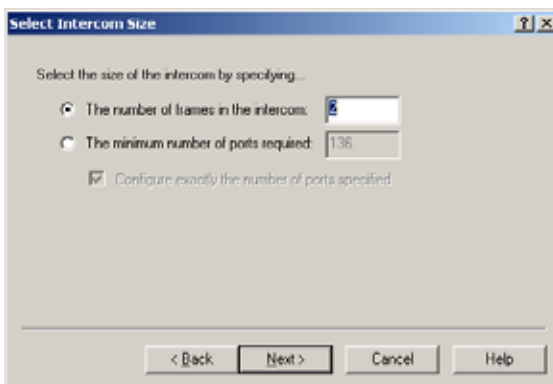 Select Intercom Size
Select the size of the intercom by specifying...
The number of frames in the intercom: 2
The minimum number of ports required: 136
Configure exactly the number of ports specified
< Back Next > Cancel Help